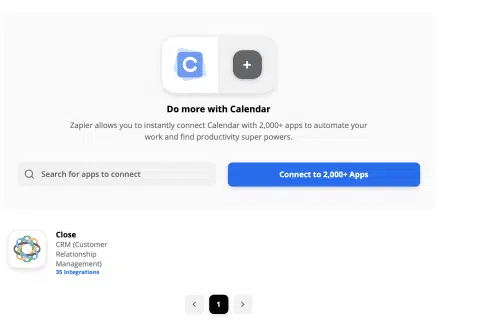 C
+
Do more with Calendar
Zapier allows you to instantly connect Calendar with 2,000+ apps to automate your
work and find productivity super powers.
Search for apps to connect
Connect to 2,000+ Apps
Close
CRM (Customer
Relationship
Management)
35 Integrations
1